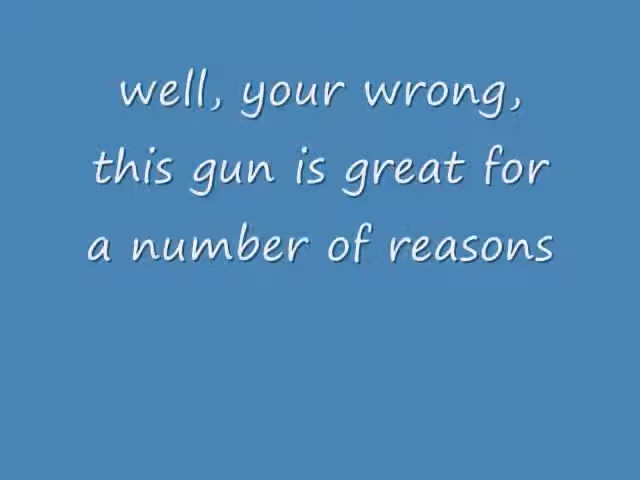 well, your wrong,
this gun is great for
a number of reasons